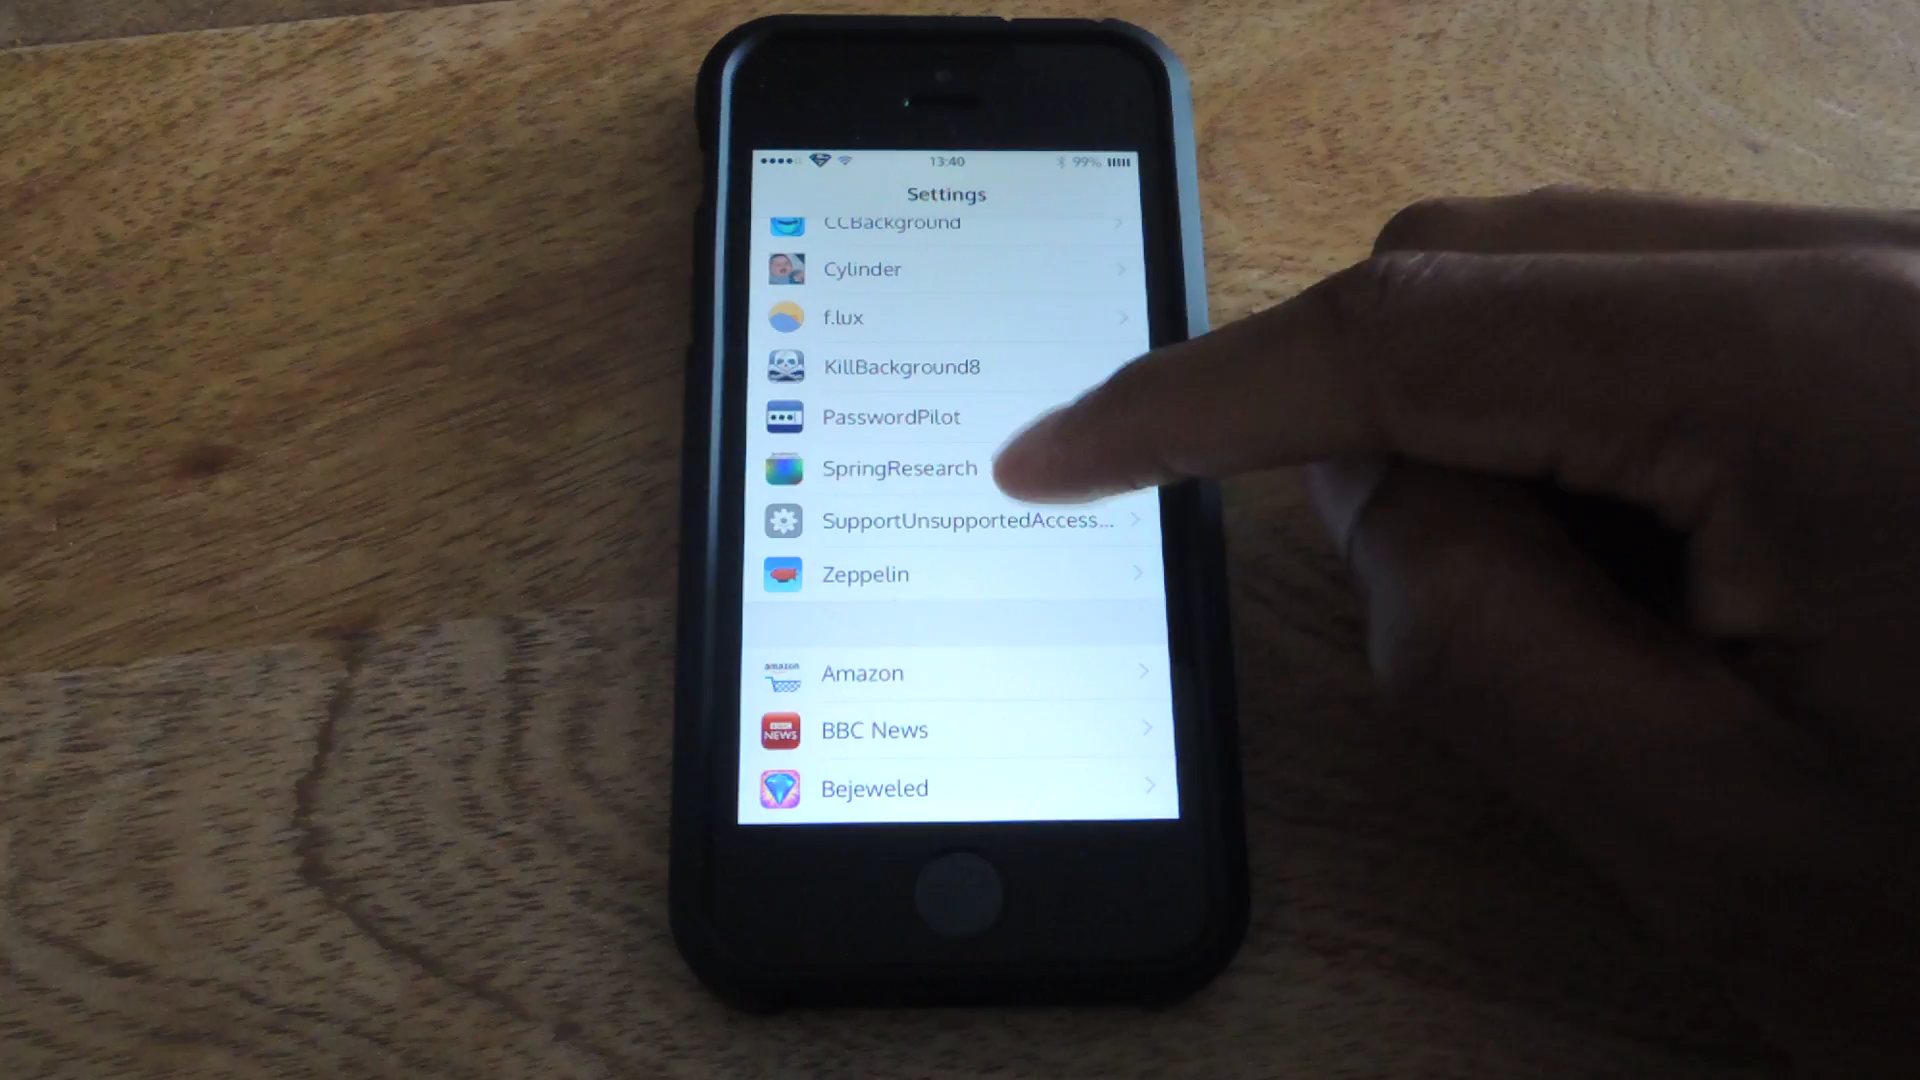 13:40
99%
Settings
CCBackground
Cylinder
f.lux
KillBackground8
PasswordPilot
SpringResearch
SupportUnsupportedAccess...
Zeppelin
amazon
Amazon
NEWS
BBC News
Bejeweled